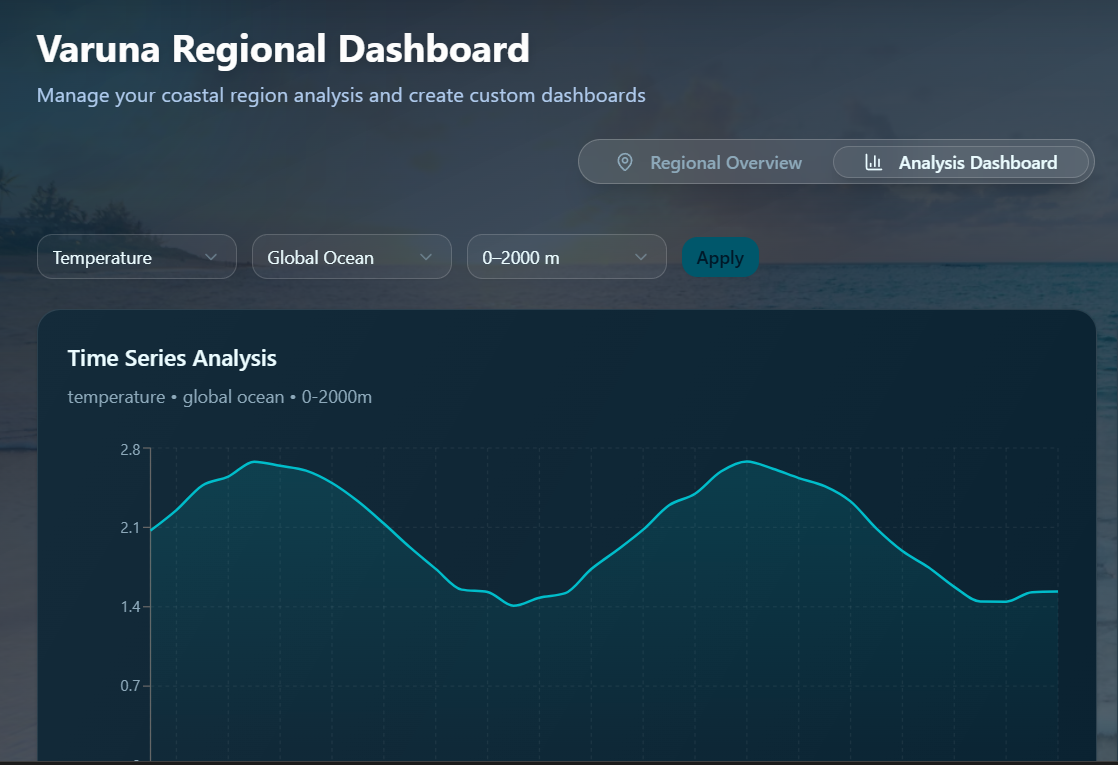 Varuna Regional Dashboard
Manage your coastal region analysis and create custom dashboards
Regional Overview
Analysis Dashboard
Temperature
Global Ocean
0–2000 m
Apply
Time Series Analysis
temperature • global ocean • 0-2000m
2.8
2.1
1.4
0.7